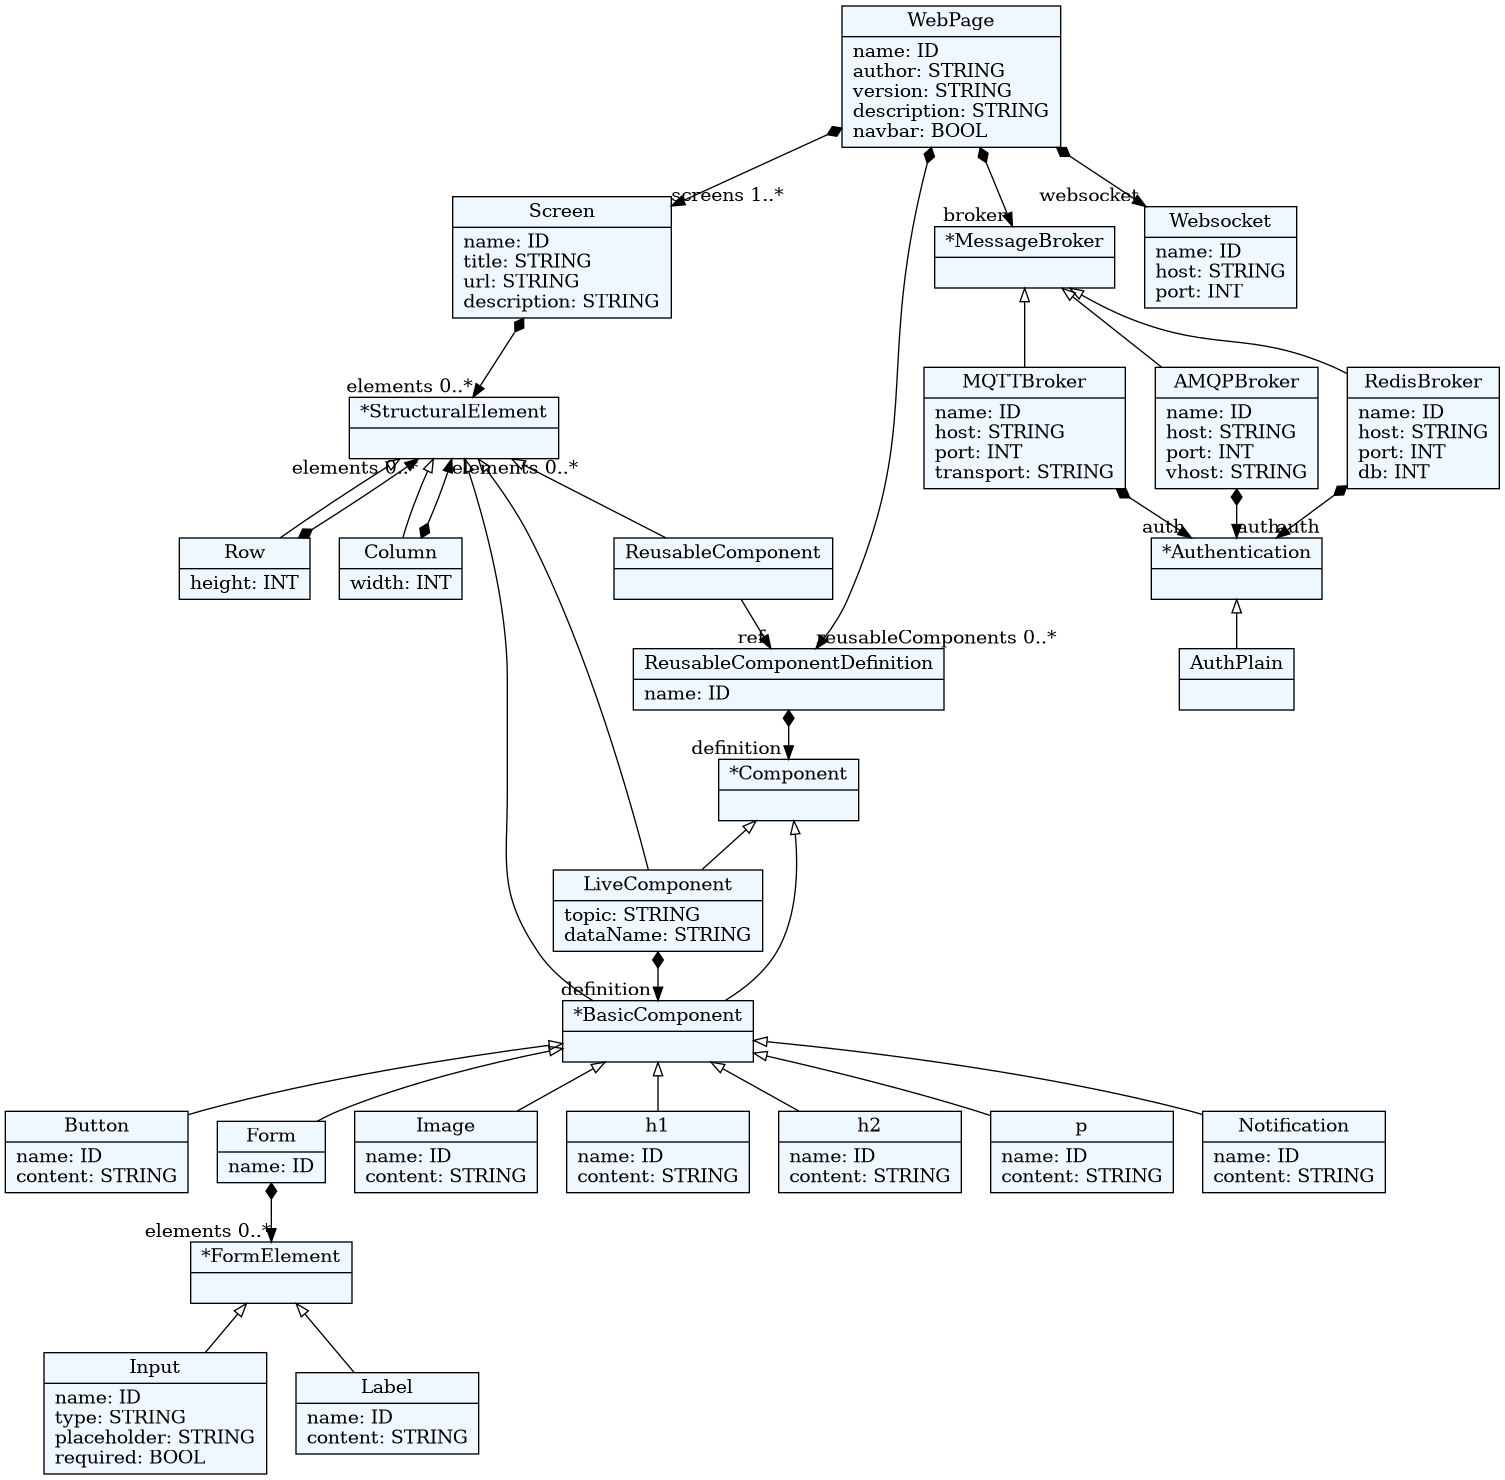 WebPage
name: ID
author: STRING
version: STRING
description: STRING
navbar: BOOL
screens 1..*
websocket
broker
Screen
name: ID
title: STRING
url: STRING
description: STRING
*MessageBroker
Websocket
name: ID
host: STRING
port: INT
elements 0..*
*StructuralElement
MQTTBroker
name: ID
host: STRING
port: INT
transport: STRING
AMQPBroker
name: ID
host: STRING
port: INT
vhost: STRING
RedisBroker
name: ID
host: STRING
port: INT
db: INT
elements 0..*
elements 0..*
auth
auth
auth
Row
height: INT
Column
width: INT
ReusableComponent
*Authentication
ref
reusableComponents 0..*
ReusableComponentDefinition
name: ID
AuthPlain
definition
*Component
LiveComponent
topic: STRING
dataName: STRING
definition
*BasicComponent
Button
name: ID
content: STRING
Form
name: ID
Image
name: ID
content: STRING
h1
name: ID
content: STRING
h2
name: ID
content: STRING
p
name: ID
content: STRING
Notification
name: ID
content: STRING
elements 0..*
*FormElement
Input
name: ID
type: STRING
placeholder: STRING
required: BOOL
Label
name: ID
content: STRING